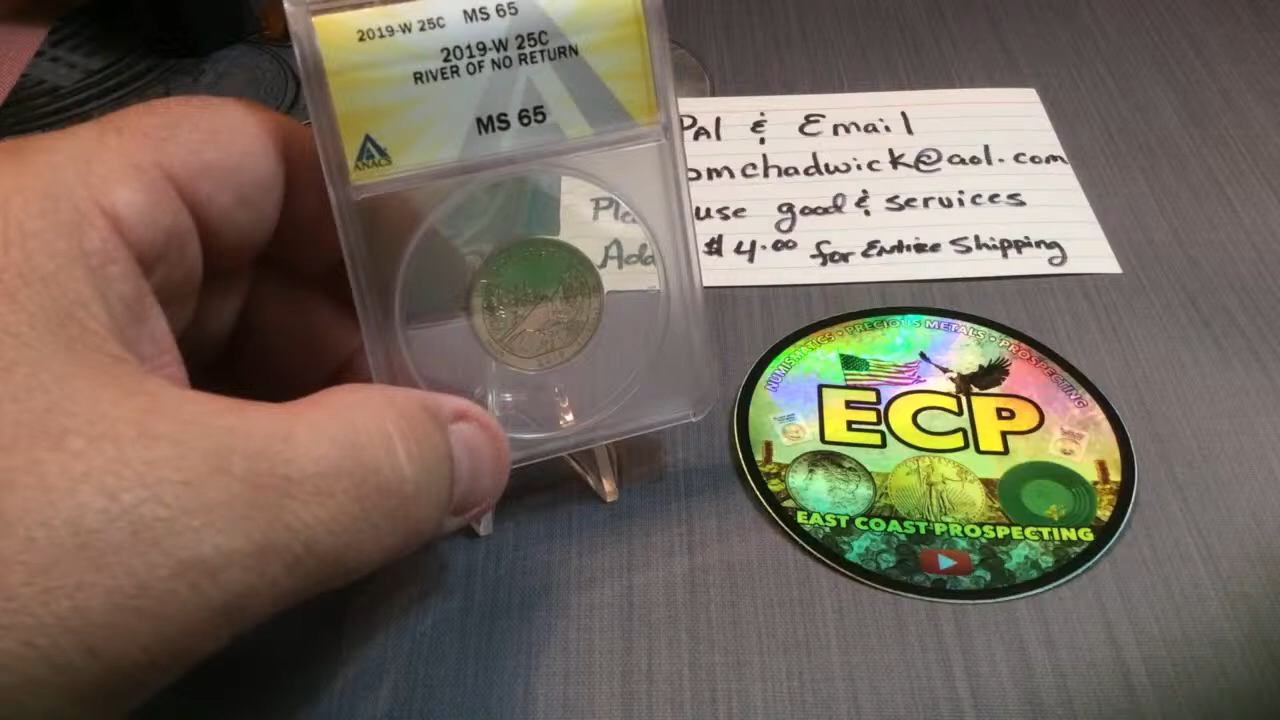 2019-W 25C MS 65
2019-W 25C
RIVER OF NO RETURN
MS 65
ANACS
PAl & Email
omchadwick@aol.com
use good & services
$4.00 for Entire Shipping
NUMISMATICS • PRECIOUS METALS • PROSPECTING
ECP
EAST COAST PROSPECTING